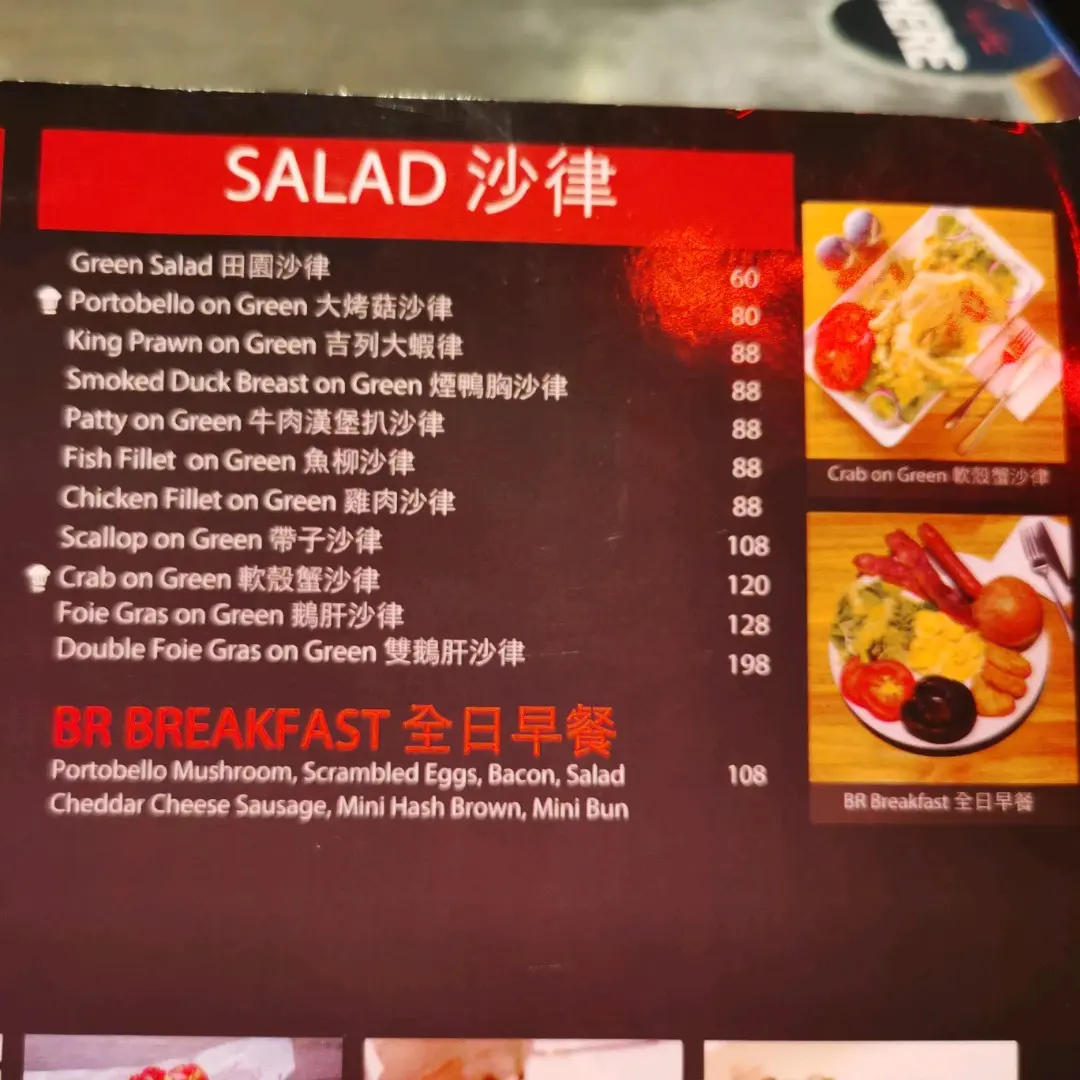 HERE
SALAD 沙律
Green Salad 田園沙律 60
Portobello on Green 大烤菇沙律 80
King Prawn on Green 吉列大蝦律 88
Smoked Duck Breast on Green 煙鴨胸沙律 88
Patty on Green 牛肉漢堡扒沙律 88
Fish Fillet on Green 魚柳沙律 88
Chicken Fillet on Green 雞肉沙律 88
Scallop on Green 帶子沙律 108
Crab on Green 軟殼蟹沙律 120
Foie Gras on Green 鵝肝沙律 128
Double Foie Gras on Green 雙鵝肝沙律 198
Crab on Green 軟殼蟹沙律
BR BREAKFAST 全日早餐
Portobello Mushroom, Scrambled Eggs, Bacon, Salad 108
Cheddar Cheese Sausage, Mini Hash Brown, Mini Bun
BR Breakfast 全日早餐